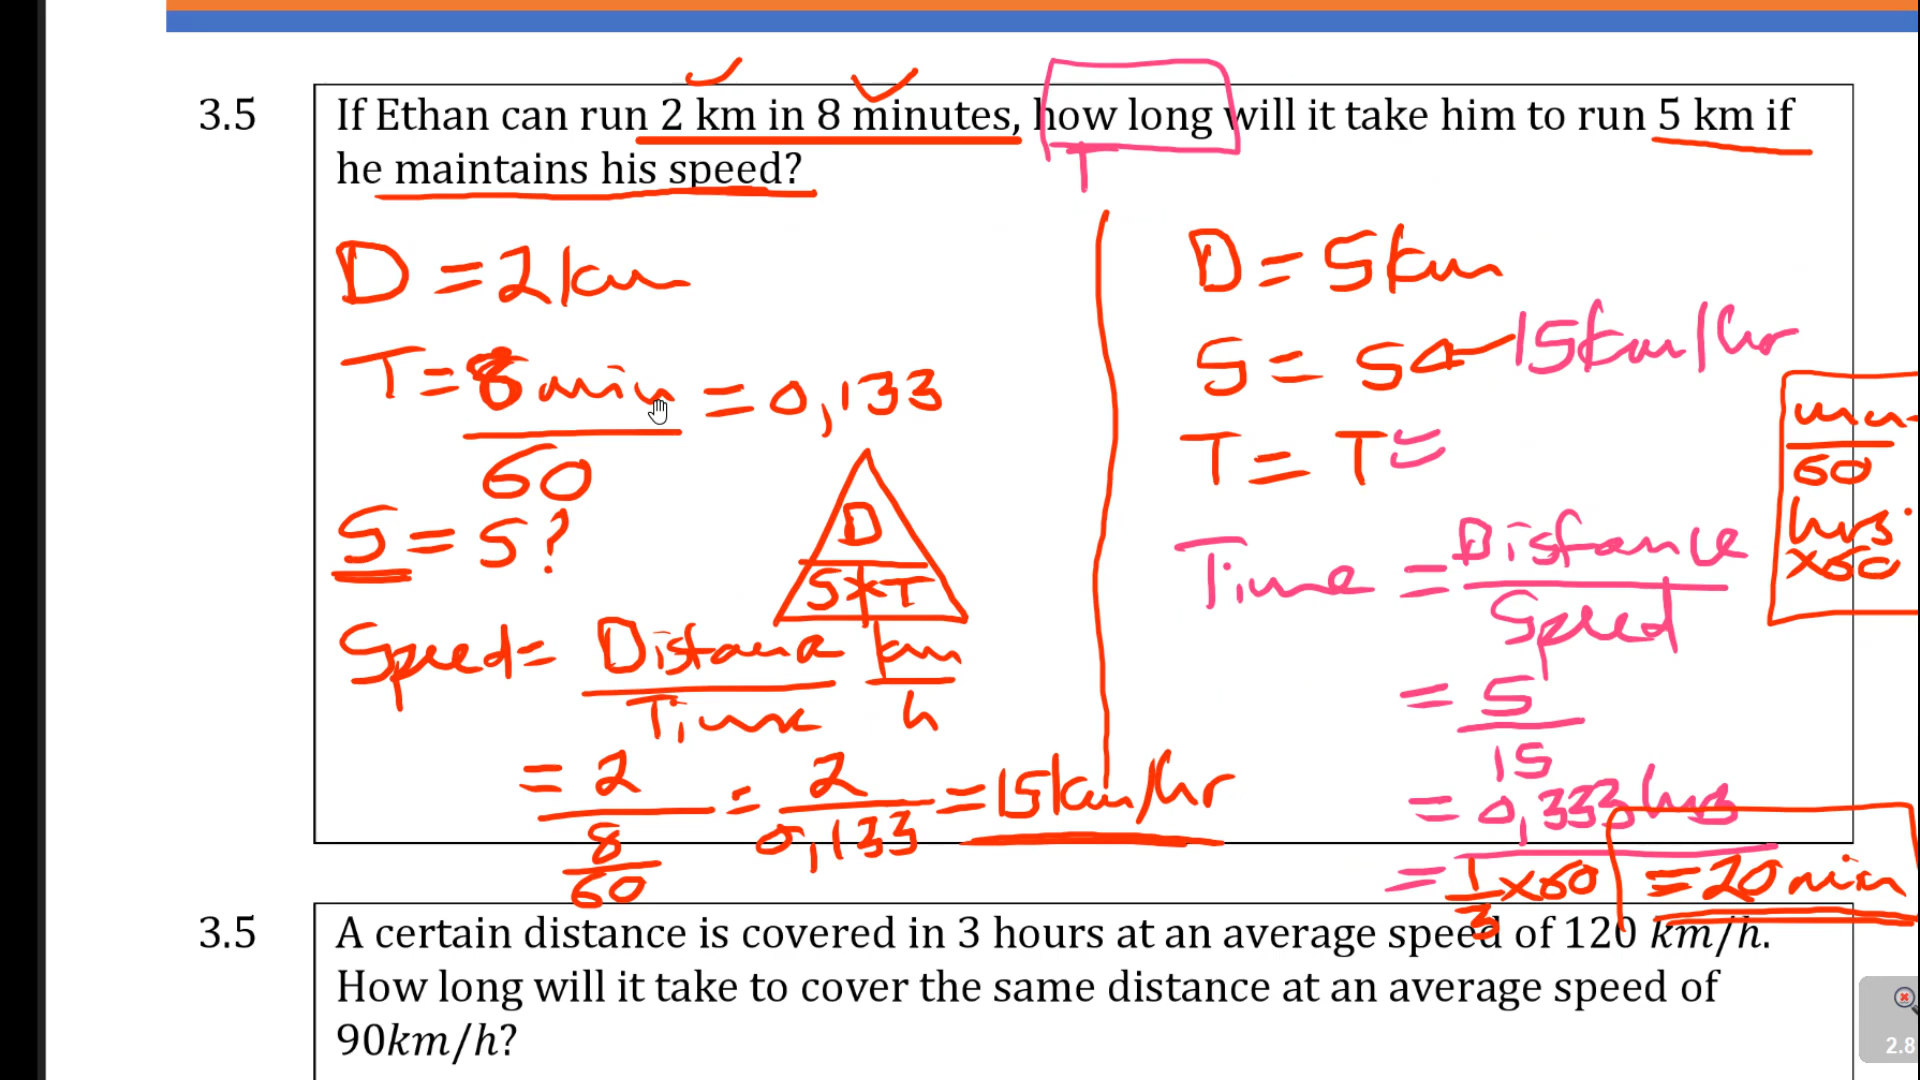 3.5 If Ethan can run 2 km in 8 minutes, how long will it take him to run 5 km if
he maintains his speed?
T
D = 2km
T = 8 min = 0,133
60
S = S?
D
S * T
Speed = Distance km
Time h
= 2 = 2 = 15km/hr
8 0,133
60
D = 5km
S = S 15km/hr
T = T =
Time = Distance
Speed
= 5
15
= 0,333 hrs
= 1 x 60 = 20 min
3
min
60
hrs
x60
3.5 A certain distance is covered in 3 hours at an average speed of 120 km/h.
How long will it take to cover the same distance at an average speed of
90km/h?
2.8